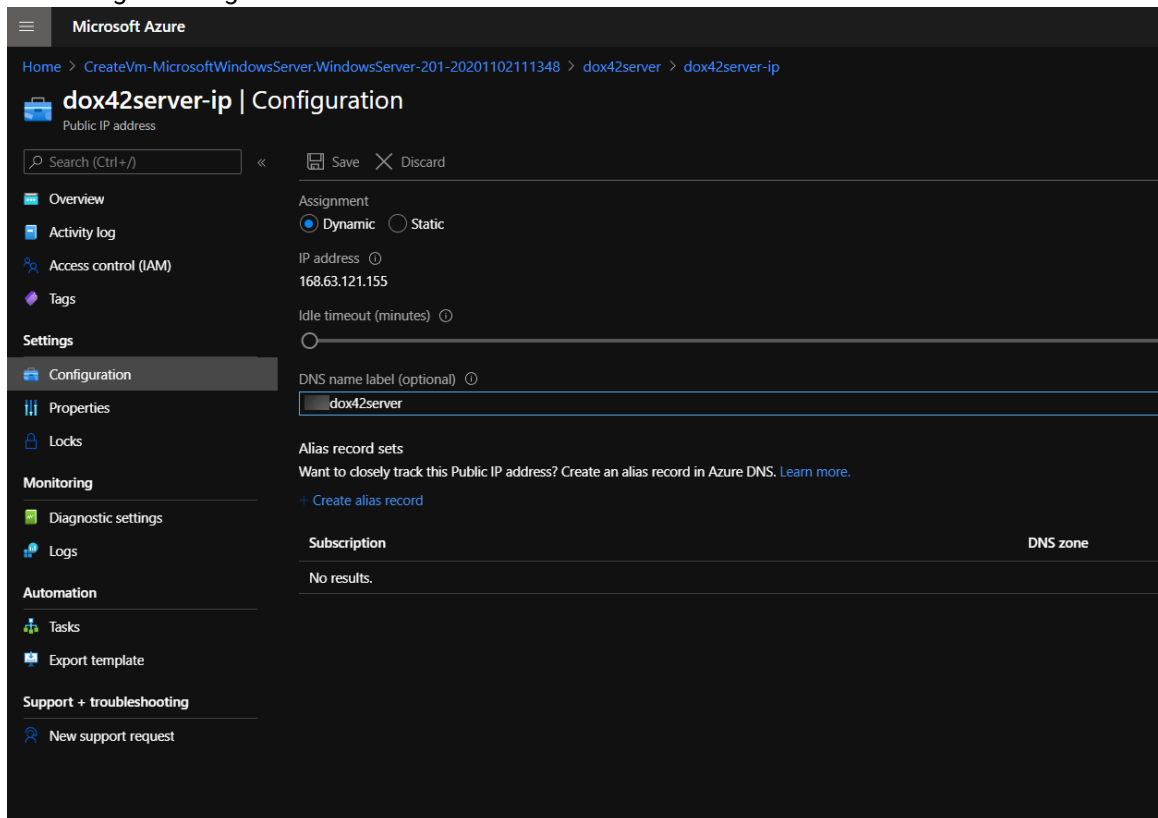 Microsoft Azure
Home > CreateVm-MicrosoftWindowsServer.WindowsServer-201-20201102111348 > dox42server > dox42server-ip
dox42server-ip | Configuration
Public IP address
Search (Ctrl+/)
«
Save
Discard
Overview
Activity log
Access control (IAM)
Tags
Settings
Configuration
Properties
Locks
Monitoring
Diagnostic settings
Logs
Automation
Tasks
Export template
Support + troubleshooting
New support request
Assignment
Dynamic Static
IP address
168.63.121.155
Idle timeout (minutes)
DNS name label (optional)
dox42server
Alias record sets
Want to closely track this Public IP address? Create an alias record in Azure DNS. Learn more.
+ Create alias record
Subscription DNS zone
No results.